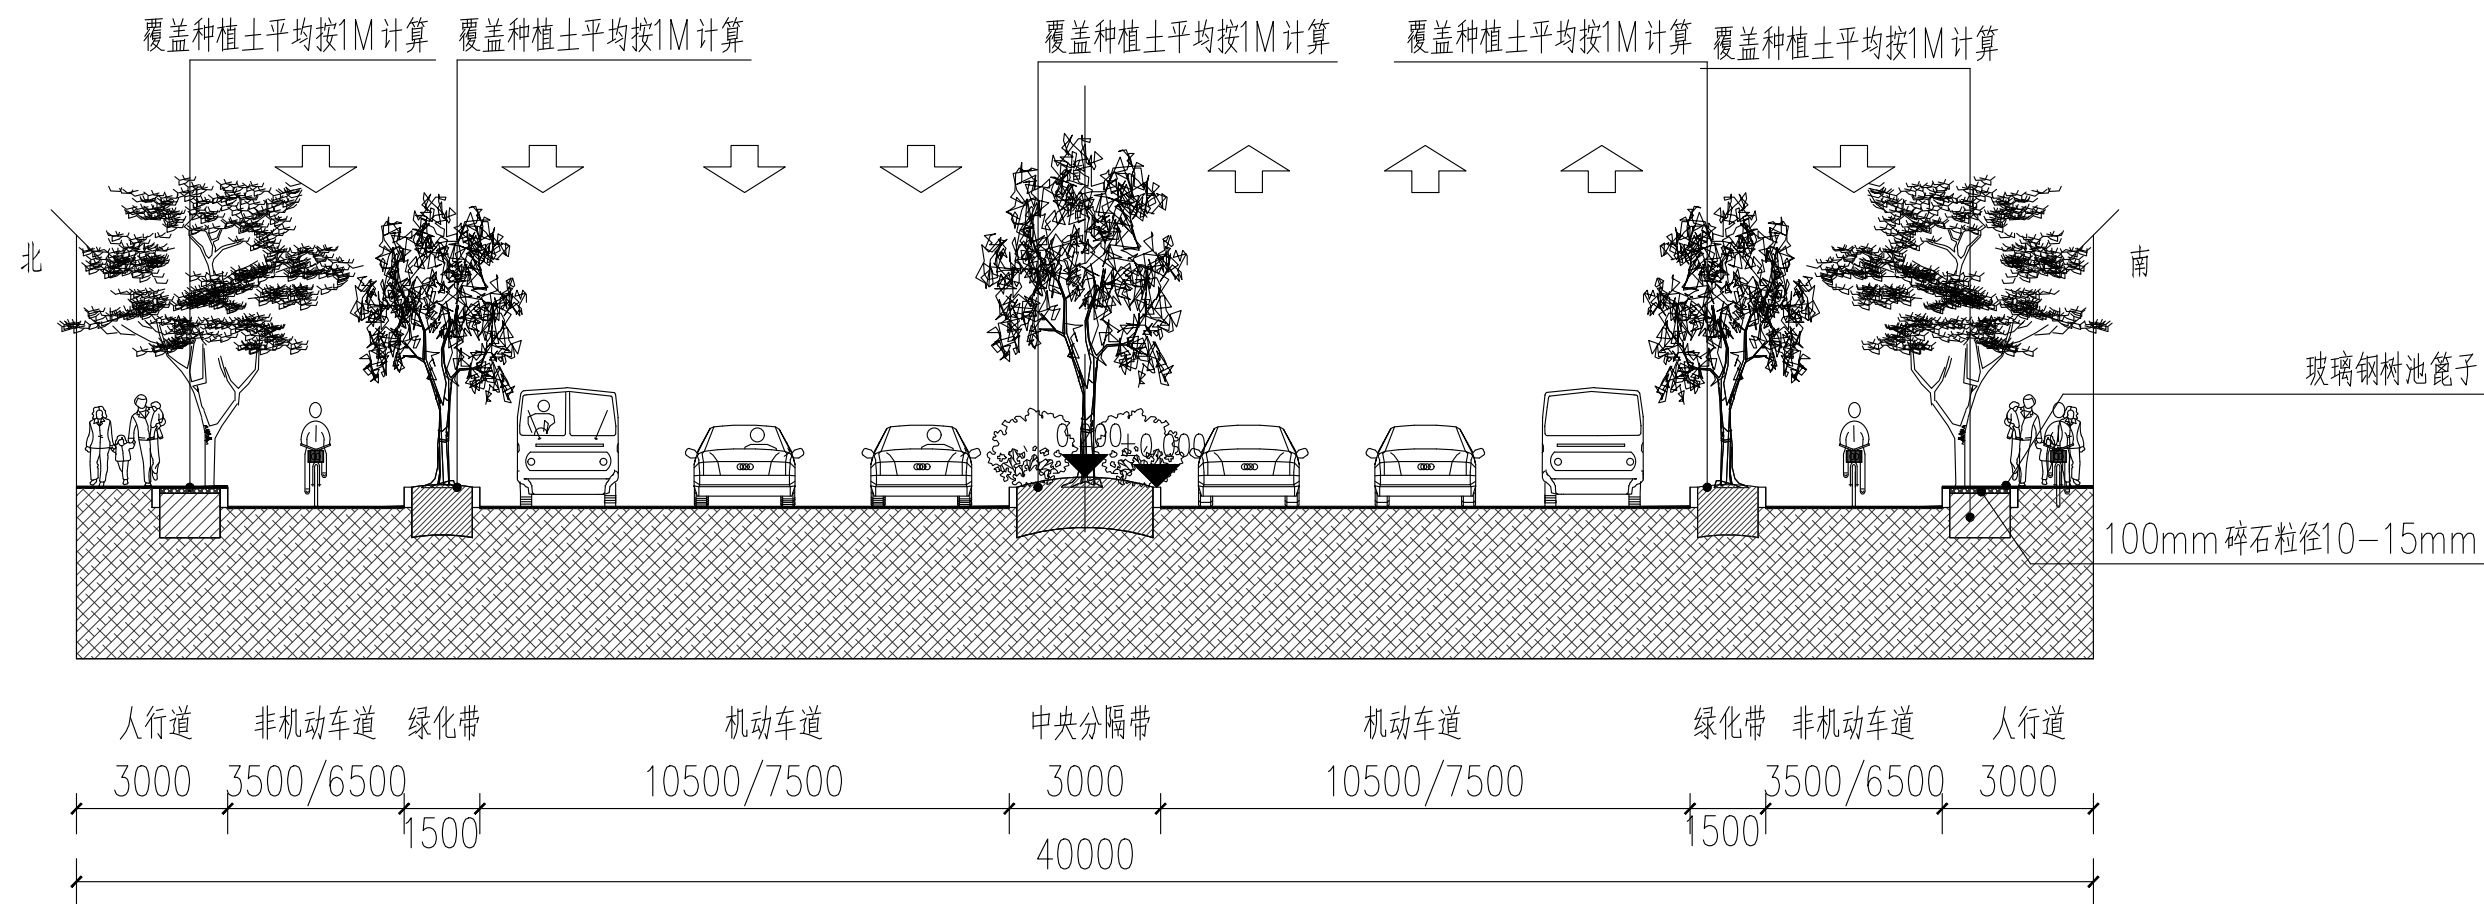 覆盖种植土平均按1M计算
覆盖种植土平均按1M计算
覆盖种植土平均按1M计算
覆盖种植土平均按1M计算
覆盖种植土平均按1M计算
北
南
玻璃钢树池篦子
100mm碎石粒径10-15mm
人行道
非机动车道
绿化带
机动车道
中央分隔带
机动车道
绿化带
非机动车道
人行道
3000
3500/6500
10500/7500
3000
10500/7500
3500/6500
3000
1500
1500
40000